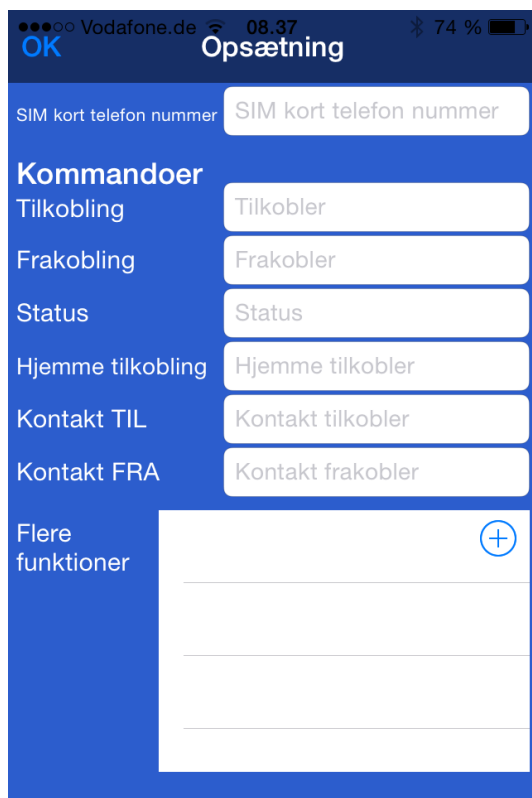 ●●●○○ Vodafone.de 08.37 74 %
OK Opsætning
SIM kort telefon nummer SIM kort telefon nummer
Kommandoer
Tilkobling Tilkobler
Frakobling Frakobler
Status Status
Hjemme tilkobling Hjemme tilkobler
Kontakt TIL Kontakt tilkobler
Kontakt FRA Kontakt frakobler
Flere
funktioner